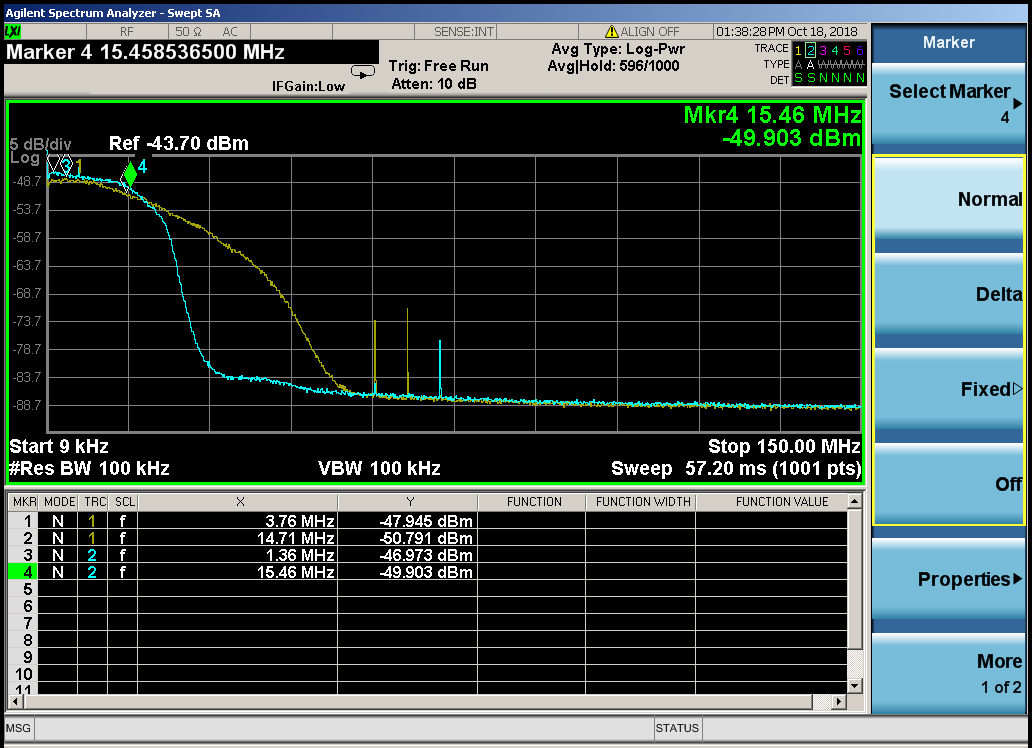 Agilent Spectrum Analyzer - Swept SA
LXI RF 50 Ω AC SENSE:INT ALIGN OFF 01:38:28 PM Oct 18, 2018
Marker 4 15.458536500 MHz
IFGain:Low
Trig: Free Run
Atten: 10 dB
Avg Type: Log-Pwr
Avg|Hold: 596/1000
TRACE 1 2 3 4 5 6
TYPE A A W W W W
DET S S N N N N
Mkr4 15.46 MHz
-49.903 dBm
5 dB/div Ref -43.70 dBm
Log
3 1 4
-48.7
-53.7
-58.7
-63.7
-68.7
-73.7
-78.7
-83.7
-88.7
Start 9 kHz Stop 150.00 MHz
#Res BW 100 kHz VBW 100 kHz Sweep 57.20 ms (1001 pts)
MKR MODE TRC SCL X Y FUNCTION FUNCTION WIDTH FUNCTION VALUE
1 N 1 f 3.76 MHz -47.945 dBm
2 N 1 f 14.71 MHz -50.791 dBm
3 N 2 f 1.36 MHz -46.973 dBm
4 N 2 f 15.46 MHz -49.903 dBm
5
6
7
8
9
10
11
MSG STATUS
Marker
Select Marker
4
Normal
Delta
Fixed
Off
Properties
More
1 of 2